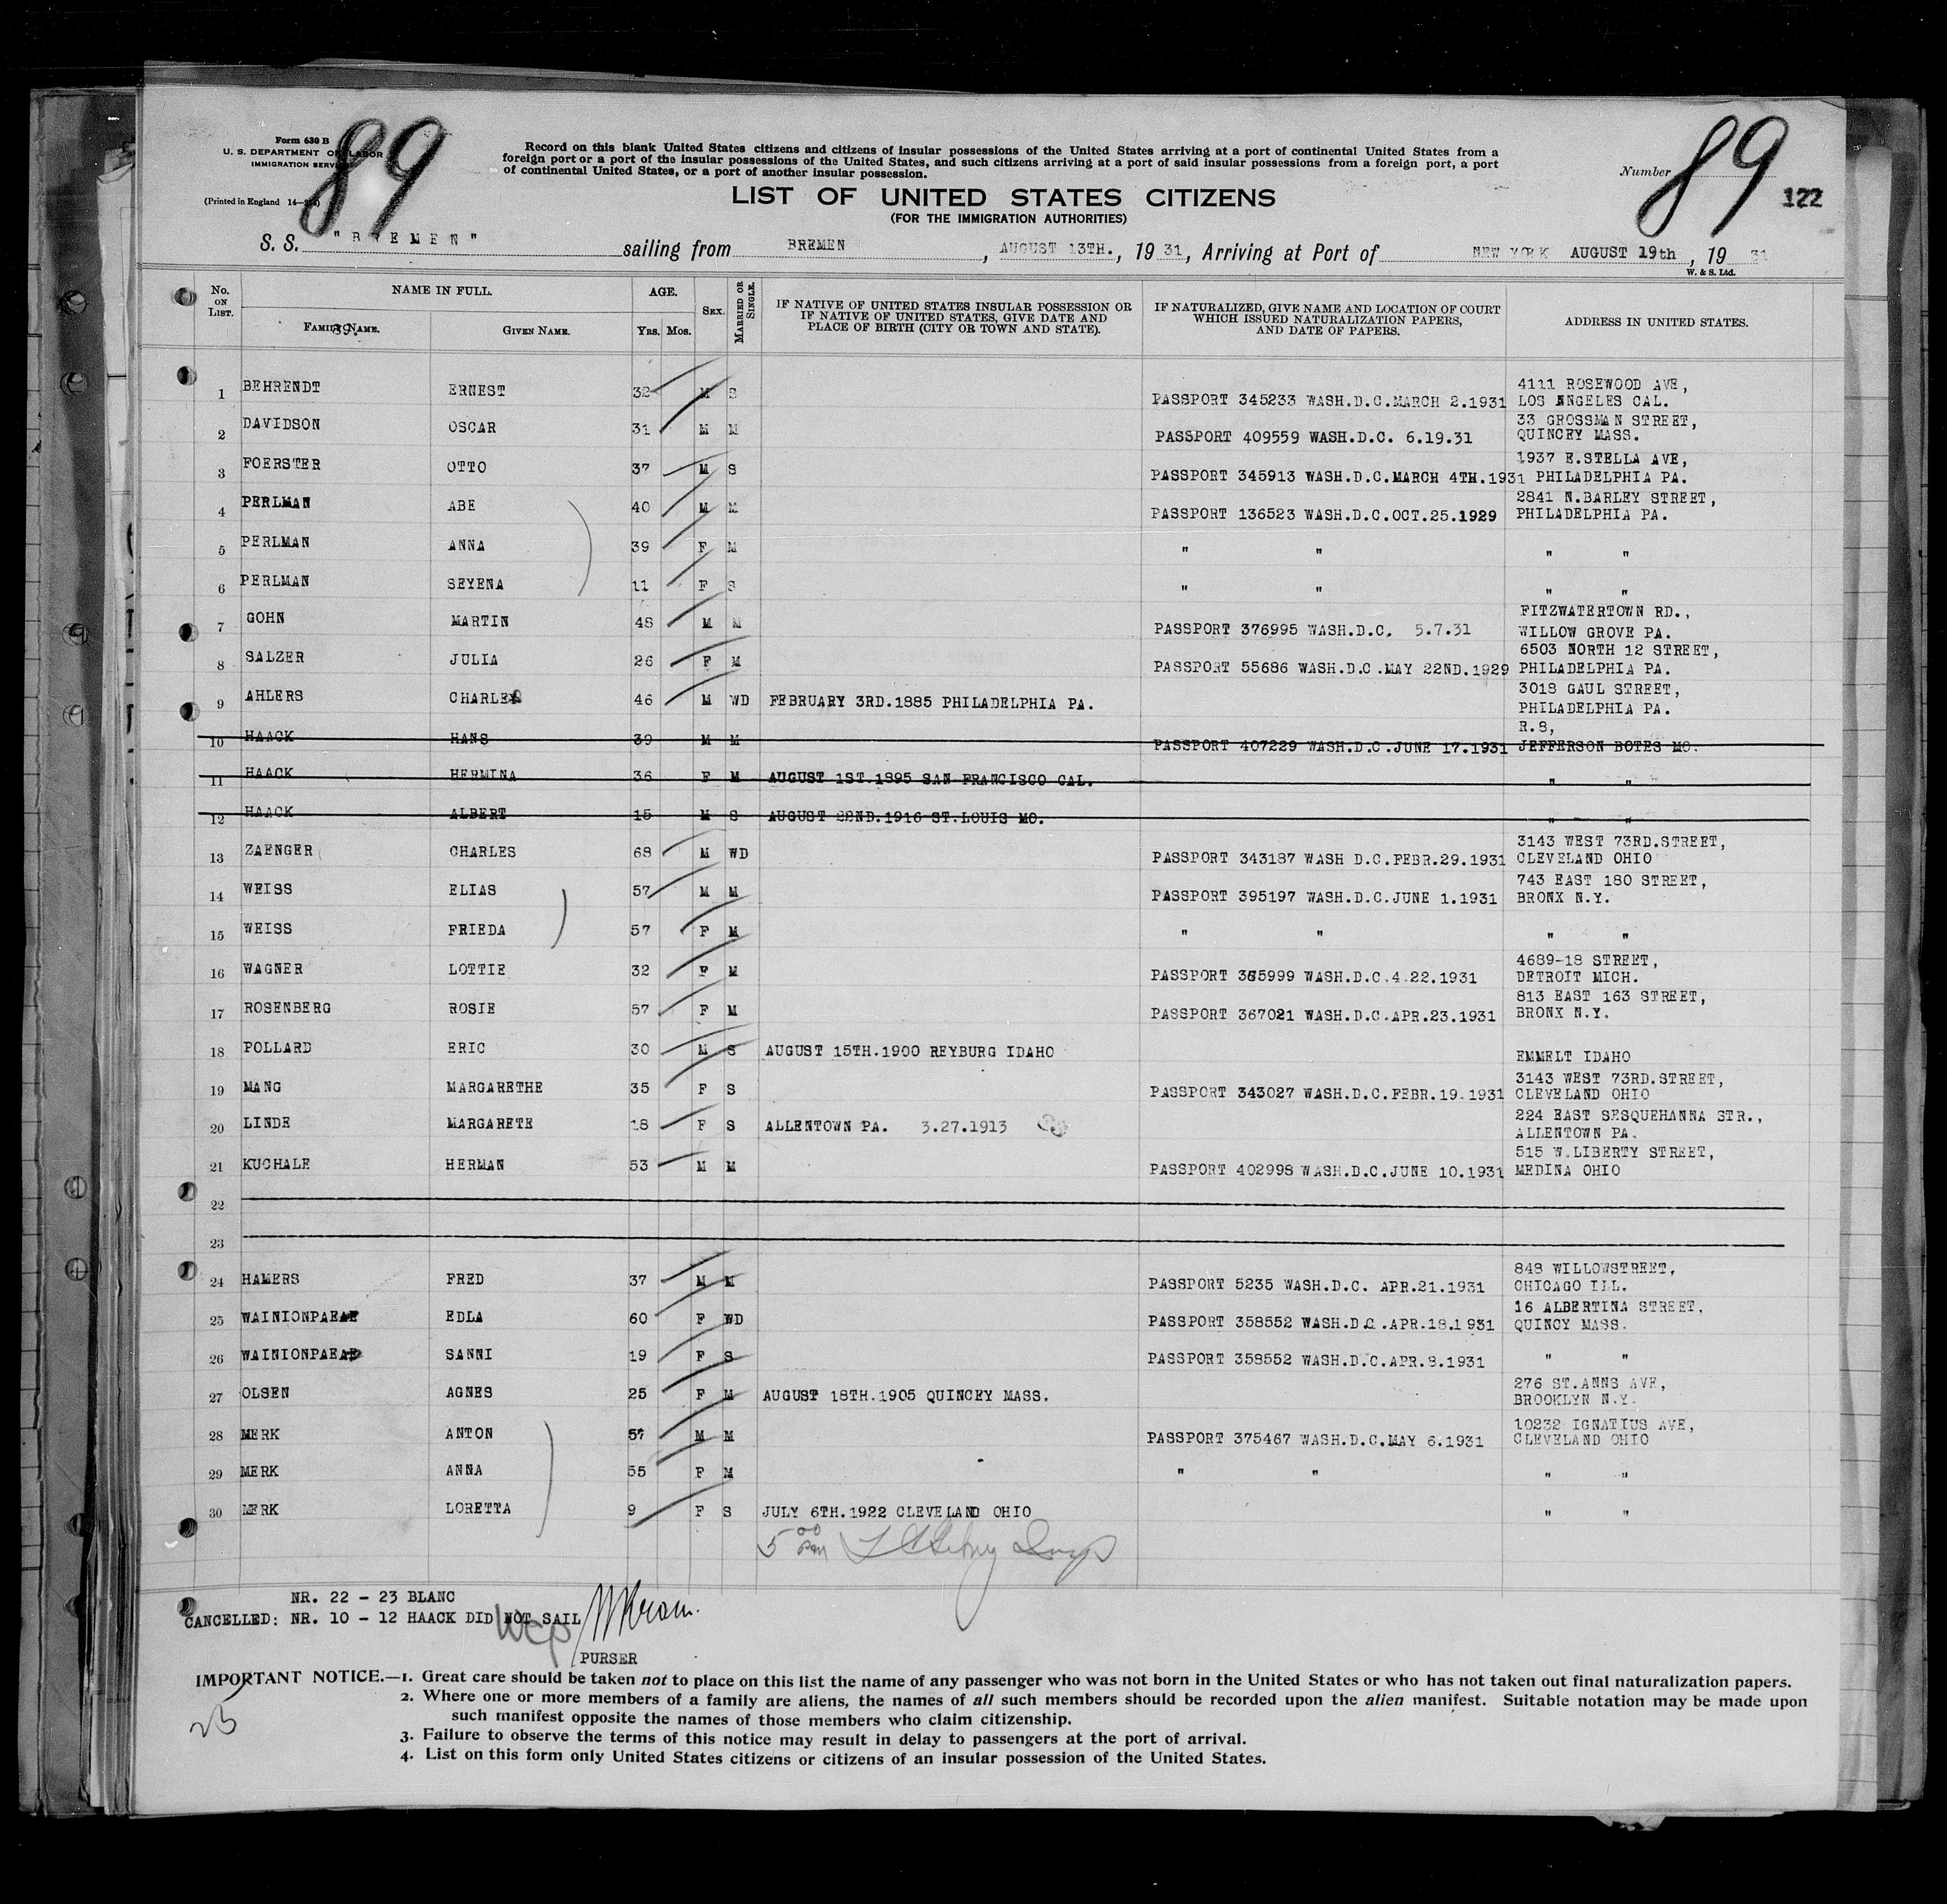 Form 630 B
U. S. DEPARTMENT OF LABOR
IMMIGRATION SERVICE
(Printed in England
89
Record on this blank United States citizens and citizens of insular possessions of the United States arriving at a port of continental United States from a
foreign port or a port of the insular possessions of the United States, and such citizens arriving at a port of said insular possessions from a foreign port, a port
of continental United States, or a port of another insular possession.
Number 89
122
LIST OF UNITED STATES CITIZENS
(FOR THE IMMIGRATION AUTHORITIES)
S. S. "BREMEN" sailing from BREMEN, AUGUST 13TH., 1931, Arriving at Port of NEW YORK AUGUST 19th, 1931
W. & S. Ltd.
No. ON LIST. NAME IN FULL. FAMILY NAME. GIVEN NAME. AGE. Yrs. Mos. SEX. MARRIED OR SINGLE. IF NATIVE OF UNITED STATES INSULAR POSSESSION OR IF NATIVE OF UNITED STATES, GIVE DATE AND PLACE OF BIRTH (CITY OR TOWN AND STATE). IF NATURALIZED, GIVE NAME AND LOCATION OF COURT WHICH ISSUED NATURALIZATION PAPERS, AND DATE OF PAPERS. ADDRESS IN UNITED STATES.
39.
1 BEHRENDT ERNEST 32 M S PASSPORT 345233 WASH.D.C.MARCH 2.1931 4111 ROSEWOOD AVE, LOS ANGELES CAL.
2 DAVIDSON OSCAR 31 M M PASSPORT 409559 WASH.D.C. 6.19.31 33 GROSSMAN STREET, QUINCEY MASS.
3 FOERSTER OTTO 37 M S PASSPORT 345913 WASH.D.C.MARCH 4TH.1931 1937 E.STELLA AVE, PHILADELPHIA PA.
4 PERLMAN ABE 40 M M PASSPORT 136523 WASH.D.C.OCT.25.1929 2841 N.BARLEY STREET, PHILADELPHIA PA.
5 PERLMAN ANNA 39 F M " " " "
6 PERLMAN SEYENA 11 F S " " " "
7 GOHN MARTIN 48 M M PASSPORT 376995 WASH.D.C. 5.7.31 FITZWATERTOWN RD., WILLOW GROVE PA.
8 SALZER JULIA 26 F M PASSPORT 55686 WASH.D.C.MAY 22ND.1929 6503 NORTH 12 STREET, PHILADELPHIA PA.
9 AHLERS CHARLES 46 M WD FEBRUARY 3RD.1885 PHILADELPHIA PA. 3018 GAUL STREET, PHILADELPHIA PA.
10 HAACK HANS 39 M M PASSPORT 407229 WASH.D.C.JUNE 17.1931 R.8, JEFFERSON BOTES MO.
11 HAACK HERMINA 36 F M AUGUST 1ST.1895 SAN FRANCISCO CAL. " "
12 HAACK ALBERT 15 M S AUGUST 22ND.1916 ST.LOUIS MO. " "
13 ZAENGER CHARLES 68 M WD PASSPORT 343187 WASH D.C.FEBR.29.1931 3143 WEST 73RD.STREET, CLEVELAND OHIO
14 WEISS ELIAS 57 M M PASSPORT 395197 WASH.D.C.JUNE 1.1931 743 EAST 180 STREET, BRONX N.Y.
15 WEISS FRIEDA 57 F M " " " "
16 WAGNER LOTTIE 32 F M PASSPORT 365999 WASH.D.C.4.22.1931 4689-18 STREET, DETROIT MICH.
17 ROSENBERG ROSIE 57 F M PASSPORT 367021 WASH.D.C.APR.23.1931 813 EAST 163 STREET, BRONX N.Y.
18 POLLARD ERIC 30 M S AUGUST 15TH.1900 REYBURG IDAHO EMMELT IDAHO
19 MANG MARGARETHE 35 F S PASSPORT 343027 WASH.D.C.FEBR.19.1931 3143 WEST 73RD.STREET, CLEVELAND OHIO
20 LINDE MARGARETE 18 F S ALLENTOWN PA. 3.27.1913 224 EAST SESQUEHANNA STR., ALLENTOWN PA.
21 KUCHALE HERMAN 53 M M PASSPORT 402998 WASH.D.C.JUNE 10.1931 515 W.LIBERTY STREET, MEDINA OHIO
22
23
24 HAMERS FRED 37 M M PASSPORT 5235 WASH.D.C. APR.21.1931 848 WILLOWSTREET, CHICAGO ILL.
25 WAINIONPAEAE EDLA 60 F WD PASSPORT 358552 WASH.D.C.APR.18.1931 16 ALBERTINA STREET, QUINCY MASS.
26 WAINIONPAEAE SANNI 19 F S PASSPORT 358552 WASH.D.C.APR.8.1931 " "
27 OLSEN AGNES 25 F M AUGUST 18TH.1905 QUINCEY MASS. 276 ST.ANNS AVE, BROOKLYN N.Y.
28 MERK ANTON 57 M M PASSPORT 375467 WASH.D.C.MAY 6.1931 10232 IGNATIUS AVE, CLEVELAND OHIO
29 MERK ANNA 55 F M " " " "
30 MERK LORETTA 9 F S JULY 6TH.1922 CLEVELAND OHIO " "
5 00 PM
NR. 22 - 23 BLANC
CANCELLED: NR. 10 - 12 HAACK DID NOT SAIL
PURSER
IMPORTANT NOTICE.—1. Great care should be taken not to place on this list the name of any passenger who was not born in the United States or who has not taken out final naturalization papers.
2. Where one or more members of a family are aliens, the names of all such members should be recorded upon the alien manifest. Suitable notation may be made upon
such manifest opposite the names of those members who claim citizenship.
3. Failure to observe the terms of this notice may result in delay to passengers at the port of arrival.
4. List on this form only United States citizens or citizens of an insular possession of the United States.